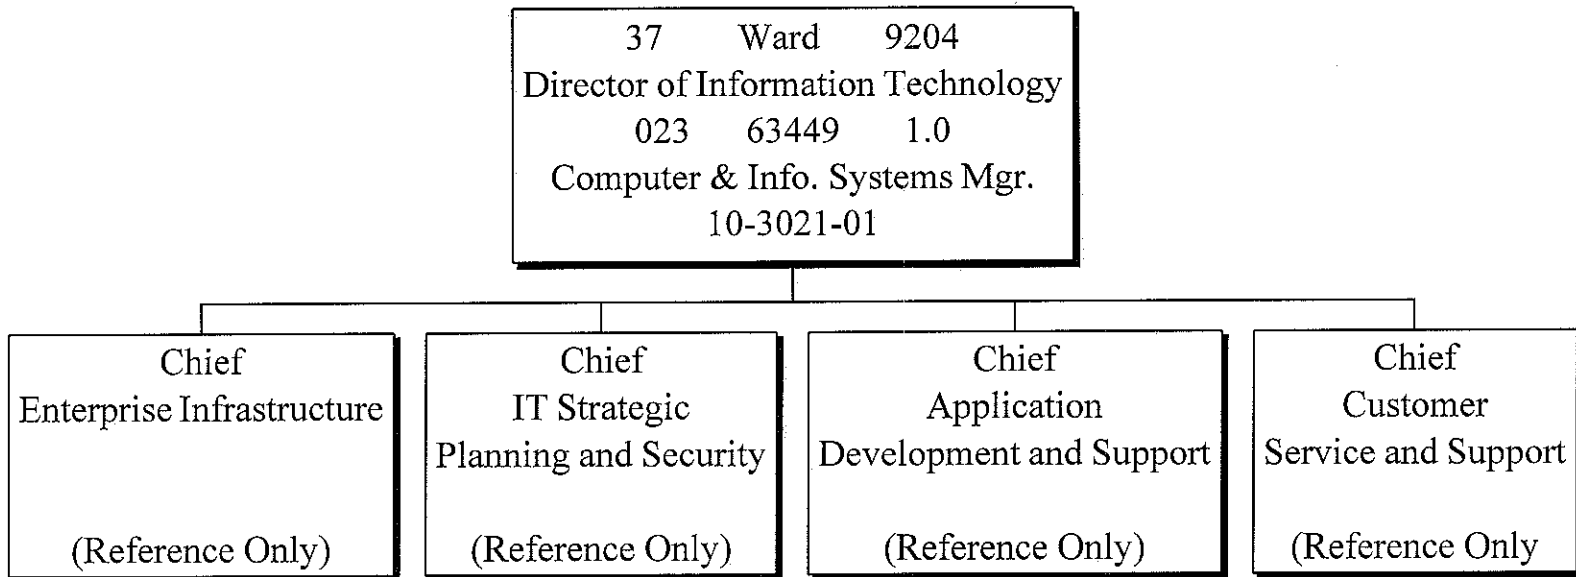 37 Ward 9204
Director of Information Technology
023 63449 1.0
Computer & Info. Systems Mgr.
10-3021-01
Chief
Enterprise Infrastructure
(Reference Only)
Chief
IT Strategic
Planning and Security
(Reference Only)
Chief
Application
Development and Support
(Reference Only)
Chief
Customer
Service and Support
(Reference Only